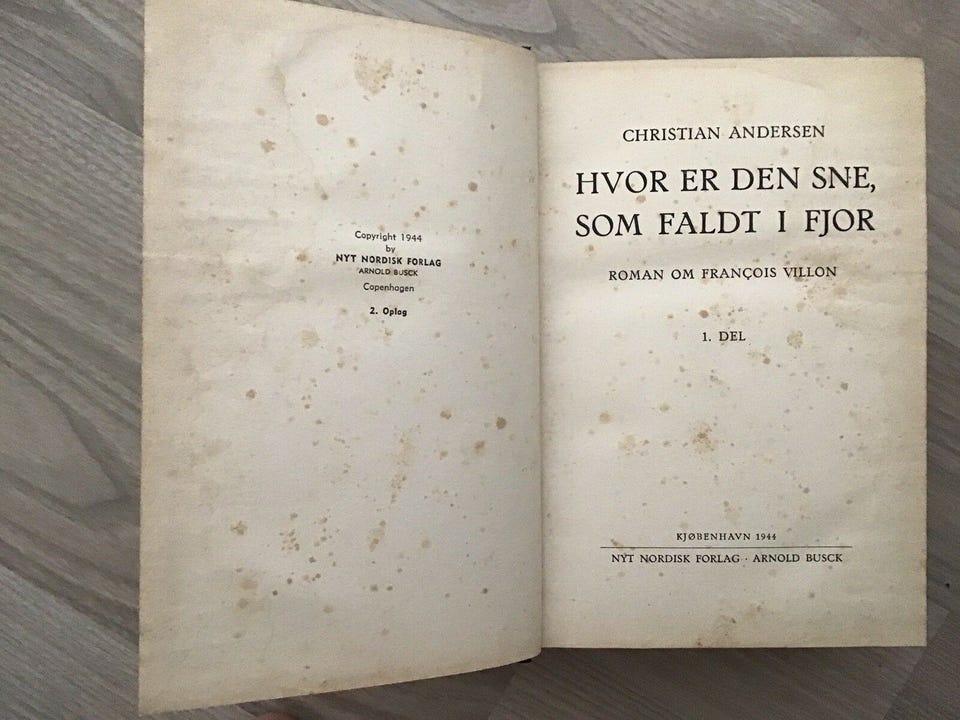 Copyright 1944
by
NYT NORDISK FORLAG
ARNOLD BUSCK
Copenhagen
2. Oplag
CHRISTIAN ANDERSEN
HVOR ER DEN SNE,
SOM FALDT I FJOR
ROMAN OM FRANÇOIS VILLON
1. DEL
KJØBENHAVN 1944
NYT NORDISK FORLAG · ARNOLD BUSCK